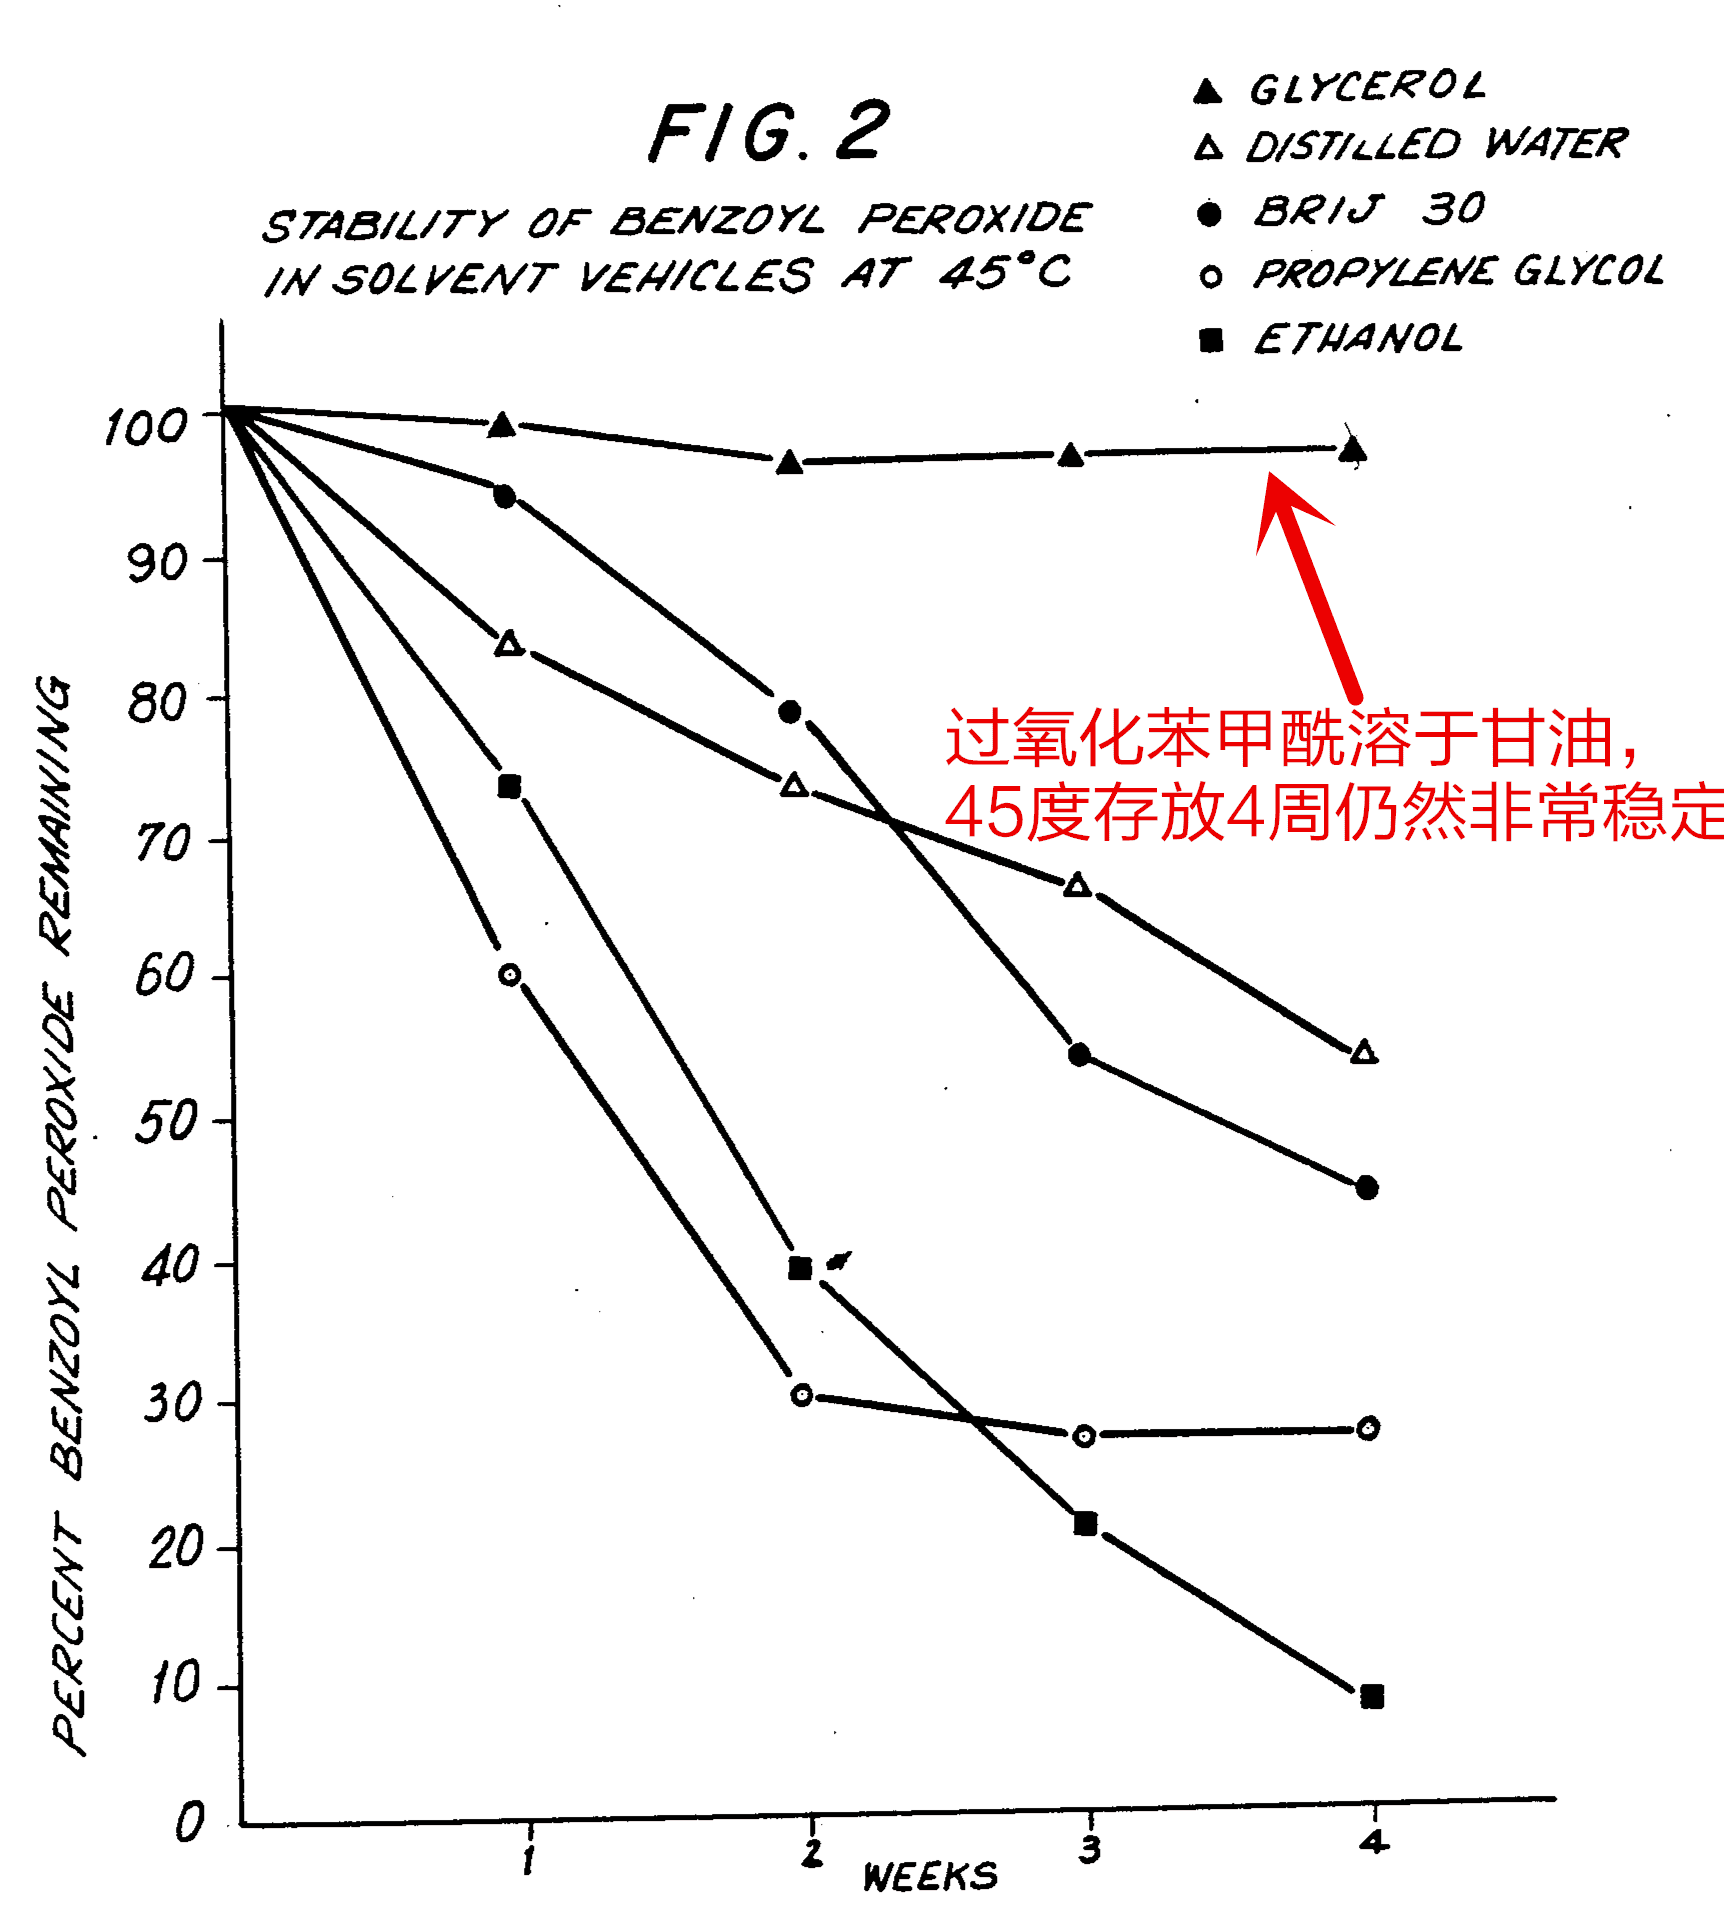 FIG. 2
STABILITY OF BENZOYL PEROXIDE
IN SOLVENT VEHICLES AT 45°C
GLYCEROL
DISTILLED WATER
BRIJ 30
PROPYLENE GLYCOL
ETHANOL
PERCENT BENZOYL PEROXIDE REMAINING
100
90
80
70
60
50
40
30
20
10
0
过氧化苯甲酰溶于甘油，
45度存放4周仍然非常稳定
1
2
3
4
WEEKS